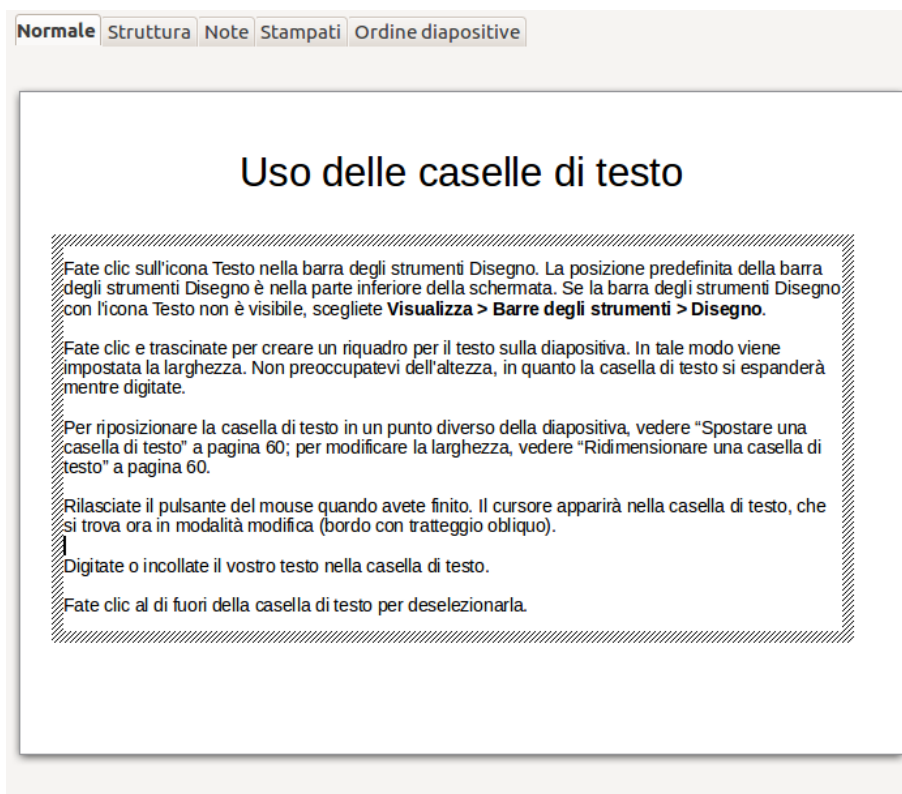 Normale Struttura Note Stampati Ordine diapositive
Uso delle caselle di testo
Fate clic sull'icona Testo nella barra degli strumenti Disegno. La posizione predefinita della barra
degli strumenti Disegno è nella parte inferiore della schermata. Se la barra degli strumenti Disegno
con l'icona Testo non è visibile, scegliete Visualizza > Barre degli strumenti > Disegno.
Fate clic e trascinate per creare un riquadro per il testo sulla diapositiva. In tale modo viene
impostata la larghezza. Non preoccupatevi dell'altezza, in quanto la casella di testo si espanderà
mentre digitate.
Per riposizionare la casella di testo in un punto diverso della diapositiva, vedere “Spostare una
casella di testo” a pagina 60; per modificare la larghezza, vedere “Ridimensionare una casella di
testo” a pagina 60.
Rilasciate il pulsante del mouse quando avete finito. Il cursore apparirà nella casella di testo, che
si trova ora in modalità modifica (bordo con tratteggio obliquo).
Digitate o incollate il vostro testo nella casella di testo.
Fate clic al di fuori della casella di testo per deselezionarla.